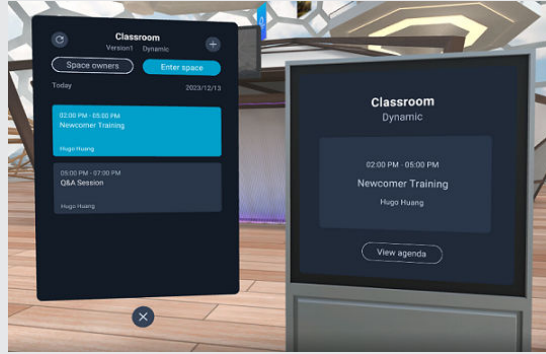 Classroom
Version1 Dynamic
Space owners
Enter space
Today
2023/12/13
02:00 PM - 05:00 PM
Newcomer Training
Hugo Huang
05:00 PM - 07:00 PM
Q&A Session
Hugo Huang
Classroom
Dynamic
02:00 PM - 05:00 PM
Newcomer Training
Hugo Huang
View agenda